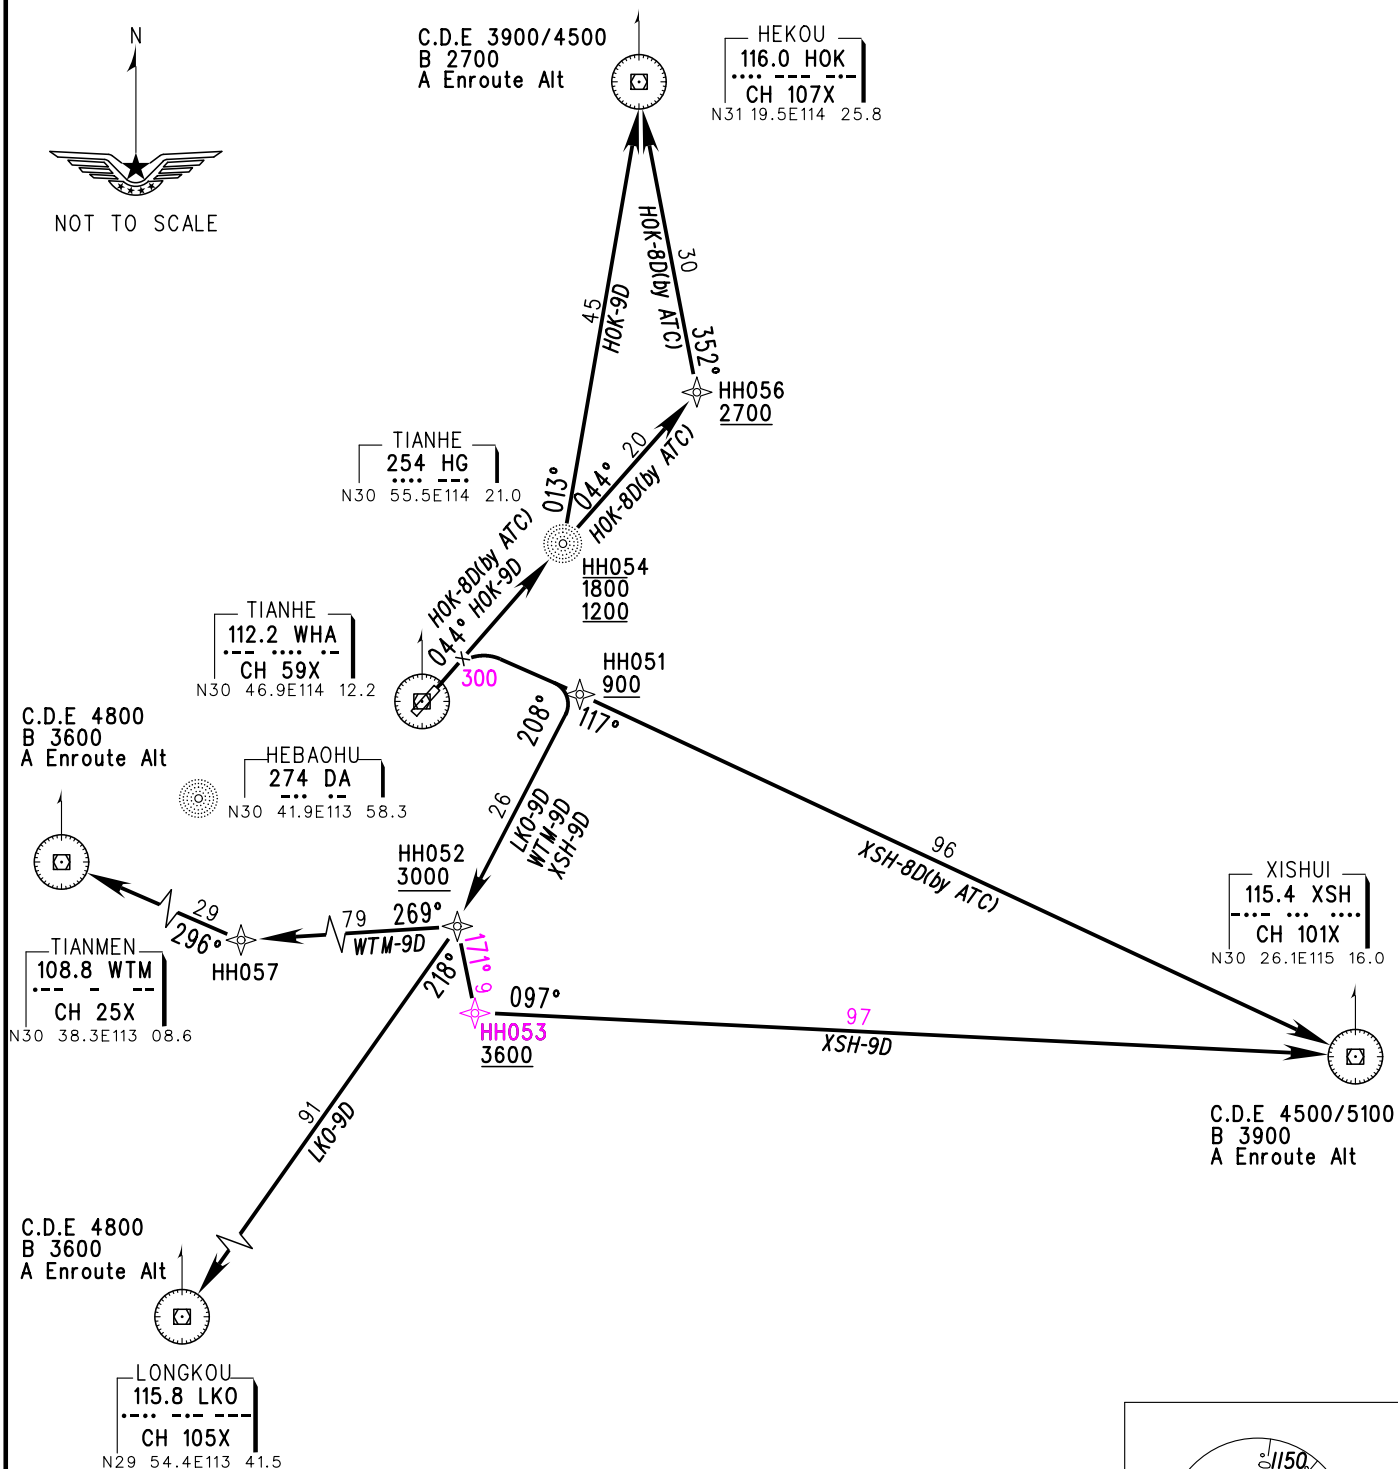 N
NOT TO SCALE
C.D.E 3900/4500
B 2700
A Enroute Alt
HEKOU
116.0 HOK
CH 107X
N31 19.5E114 25.8
45
HOK-9D
HOK-8D(by ATC)
30
352°
HH056
2700
TIANHE
254 HG
N30 55.5E114 21.0
013°
044°
20
HOK-8D(by ATC)
HH054
1800
1200
HOK-8D(by ATC)
044° HOK-9D
TIANHE
112.2 WHA
CH 59X
N30 46.9E114 12.2
300
HH051
900
117°
208°
C.D.E 4800
B 3600
A Enroute Alt
HEBAOHU
274 DA
N30 41.9E113 58.3
26
LKO-9D
WTM-9D
XSH-9D
96
XSH-8D(by ATC)
HH052
3000
XISHUI
115.4 XSH
CH 101X
N30 26.1E115 16.0
29
296°
79
269°
WTM-9D
HH057
TIANMEN
108.8 WTM
CH 25X
N30 38.3E113 08.6
218°
171° 9
097°
HH053
3600
97
XSH-9D
91
LKO-9D
C.D.E 4500/5100
B 3900
A Enroute Alt
C.D.E 4800
B 3600
A Enroute Alt
LONGKOU
115.8 LKO
CH 105X
N29 54.4E113 41.5
1150